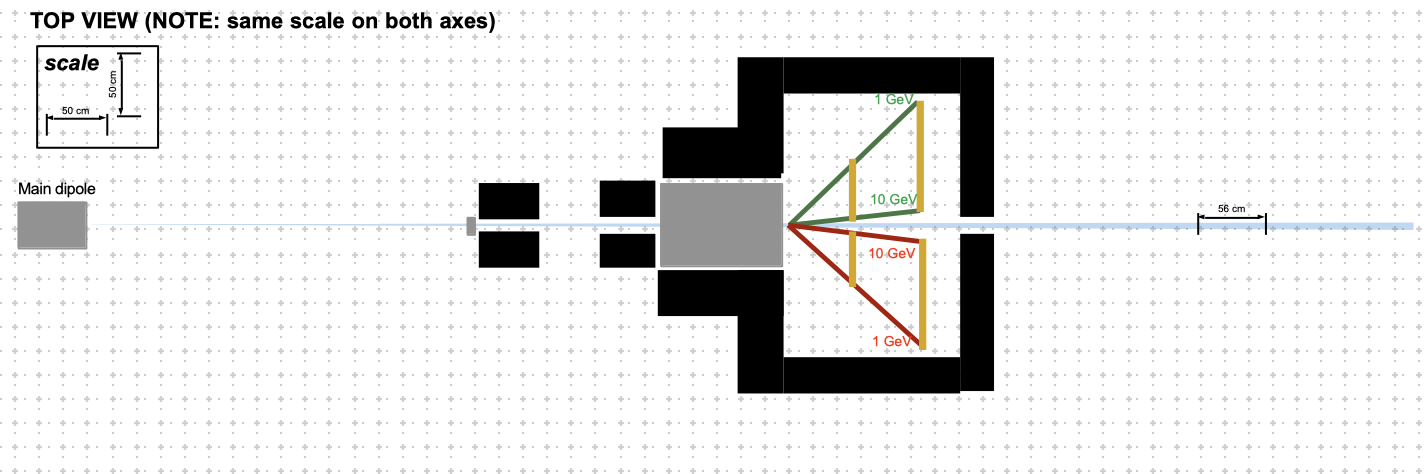 TOP VIEW (NOTE: same scale on both axes)
scale
50 cm
50 cm
Main dipole
1 GeV
10 GeV
56 cm
10 GeV
1 GeV